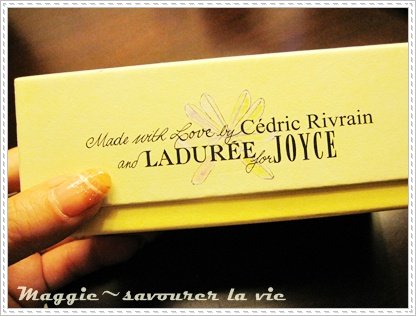 Made with Love by Cédric Rivrain
and LADURÉE for JOYCE
Maggie~savourer la vie